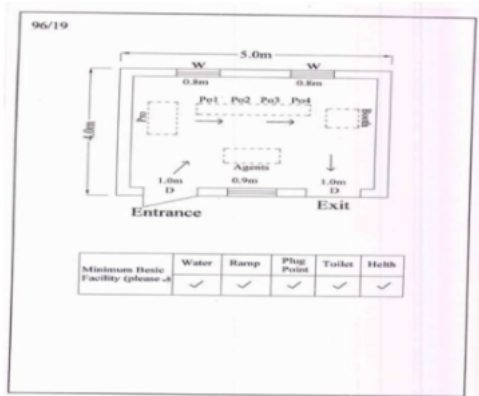 96/19
5.0m
W W
0.8m 0.8m
4.0m
Po1 Po2 Po3 Po4
Agents
1.0m 0.9m 1.0m
D D
Entrance Exit
Minimum Besic Water Ramp Plug Point Toilet Helth
Facility (please ✓ ✓ ✓ ✓ ✓